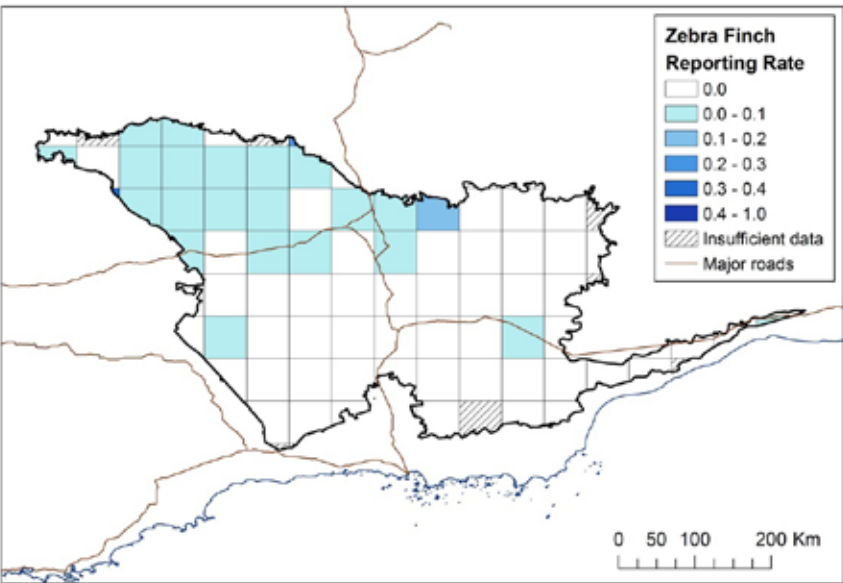 Zebra Finch
Reporting Rate
0.0
0.0 - 0.1
0.1 - 0.2
0.2 - 0.3
0.3 - 0.4
0.4 - 1.0
Insufficient data
Major roads
0 50 100 200 Km